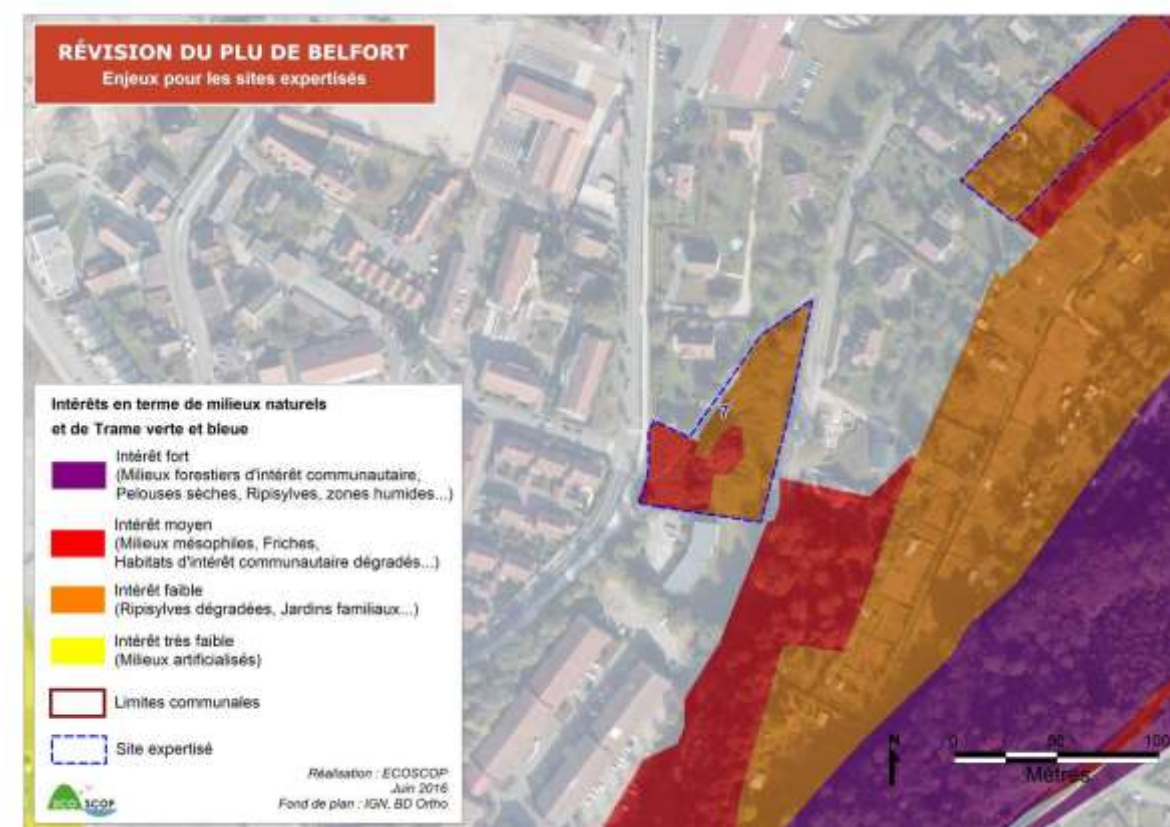 RÉVISION DU PLU DE BELFORT
Enjeux pour les sites expertisés
Intérêts en terme de milieux naturels
et de Trame verte et bleue
Intérêt fort
(Milieux forestiers d'intérêt communautaire,
Pelouses sèches, Ripisylves, zones humides...)
Intérêt moyen
(Milieux mésophiles, Friches,
Habitats d'intérêt communautaire dégradés...)
Intérêt faible
(Ripisylves dégradées, Jardins familiaux...)
Intérêt très faible
(Milieux artificialisés)
Limites communales
Site expertisé
Réalisation : ECOSCOP
Juin 2016
Fond de plan : IGN, BD Ortho
ECO SCOP
N
0 50 100
Mètres